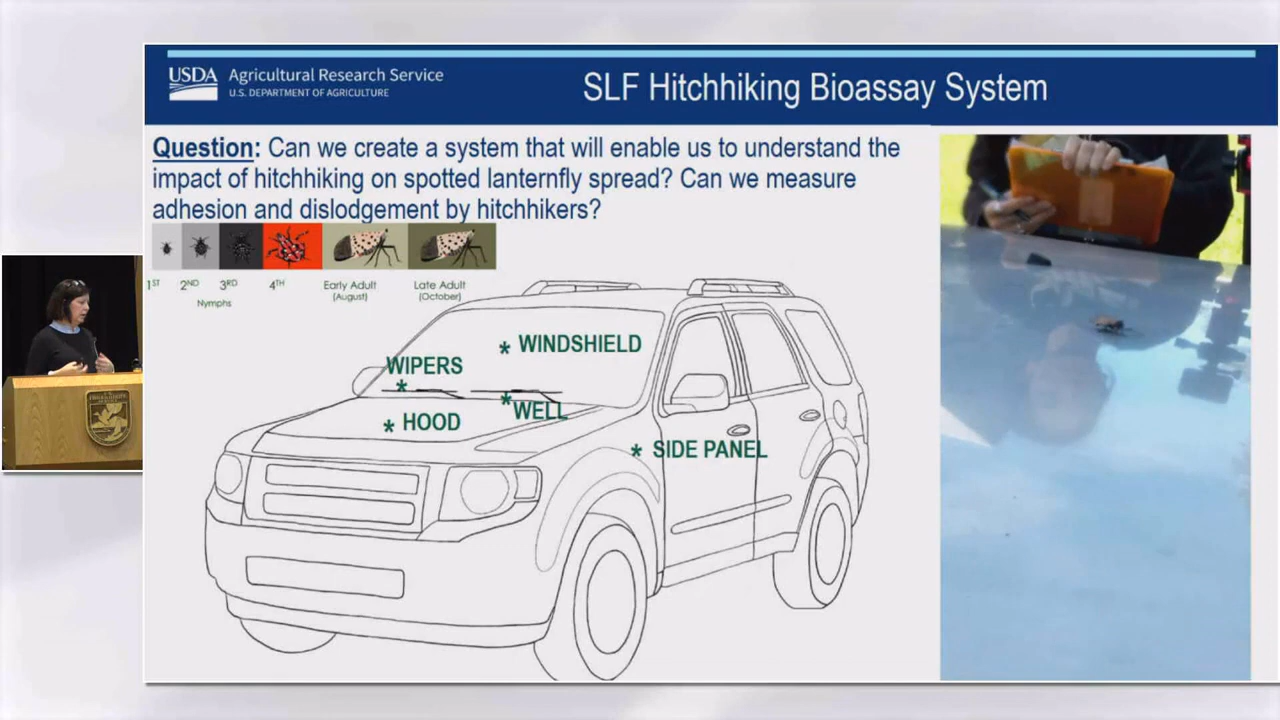 USDA
Agricultural Research Service
U.S. DEPARTMENT OF AGRICULTURE
SLF Hitchhiking Bioassay System
Question: Can we create a system that will enable us to understand the
impact of hitchhiking on spotted lanternfly spread? Can we measure
adhesion and dislodgement by hitchhikers?
1ST 2ND 3RD 4TH Early Adult Late Adult
(August) (October)
Nymphs
* WINDSHIELD
WIPERS
*
* WELL
* HOOD
* SIDE PANEL